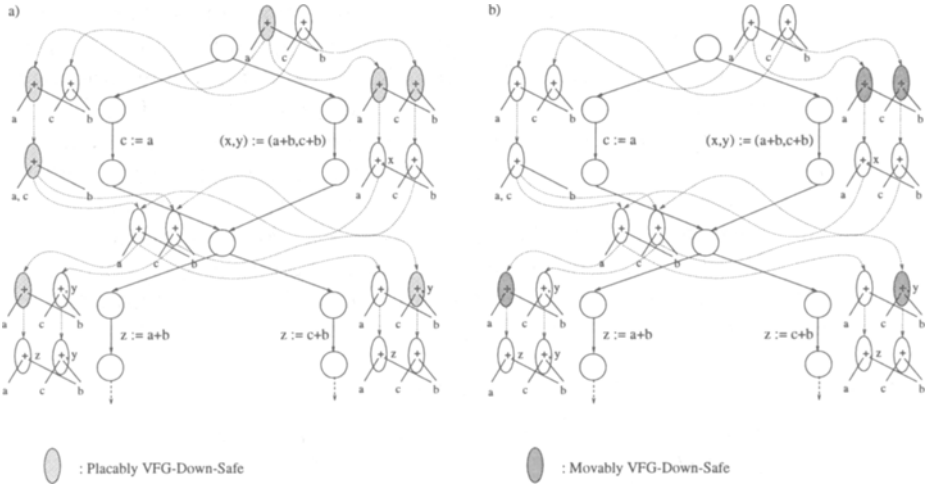 a)
b)
+ +
a c b
+ +
a c b
+ +
a c b
c := a
(x,y) := (a+b,c+b)
+
a, c b
+ x +
a c b
+ +
a c b
+ + y
a c b
+ + y
a c b
z := a+b
z := c+b
+ z + y
a c b
+ z +
a c b
+ +
a c b
+ +
a c b
+ +
a c b
c := a
(x,y) := (a+b,c+b)
+
a, c b
+ x +
a c b
+ +
a c b
+ + y
a c b
+ + y
a c b
z := a+b
z := c+b
+ z + y
a c b
+ z +
a c b
: Placably VFG-Down-Safe
: Movably VFG-Down-Safe